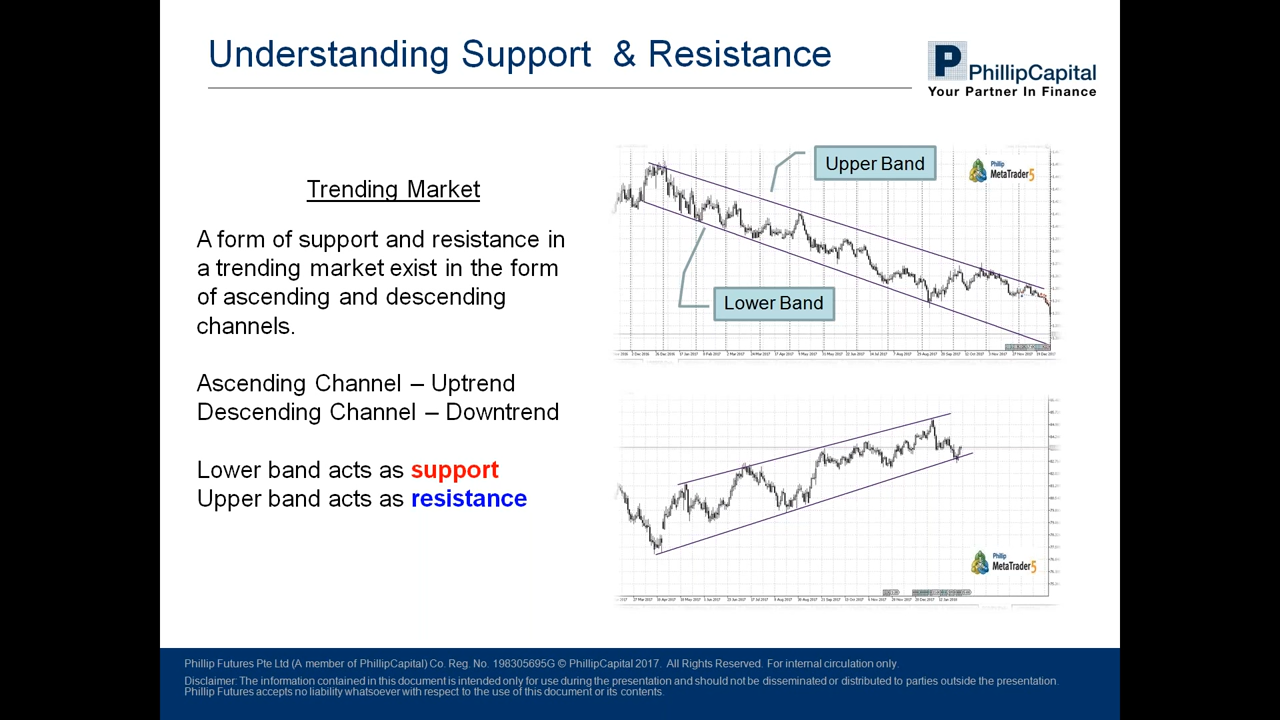 Understanding Support & Resistance
P
PhillipCapital
Your Partner In Finance
Trending Market
A form of support and resistance in
a trending market exist in the form
of ascending and descending
channels.
Ascending Channel – Uptrend
Descending Channel – Downtrend
Lower band acts as support
Upper band acts as resistance
Upper Band
Phillip
MetaTrader 5
Lower Band
Phillip
MetaTrader 5
Phillip Futures Pte Ltd (A member of PhillipCapital) Co. Reg. No. 198305695G © PhillipCapital 2017. All Rights Reserved. For internal circulation only.
Disclaimer: The information contained in this document is intended only for use during the presentation and should not be disseminated or distributed to parties outside the presentation.
Phillip Futures accepts no liability whatsoever with respect to the use of this document or its contents.